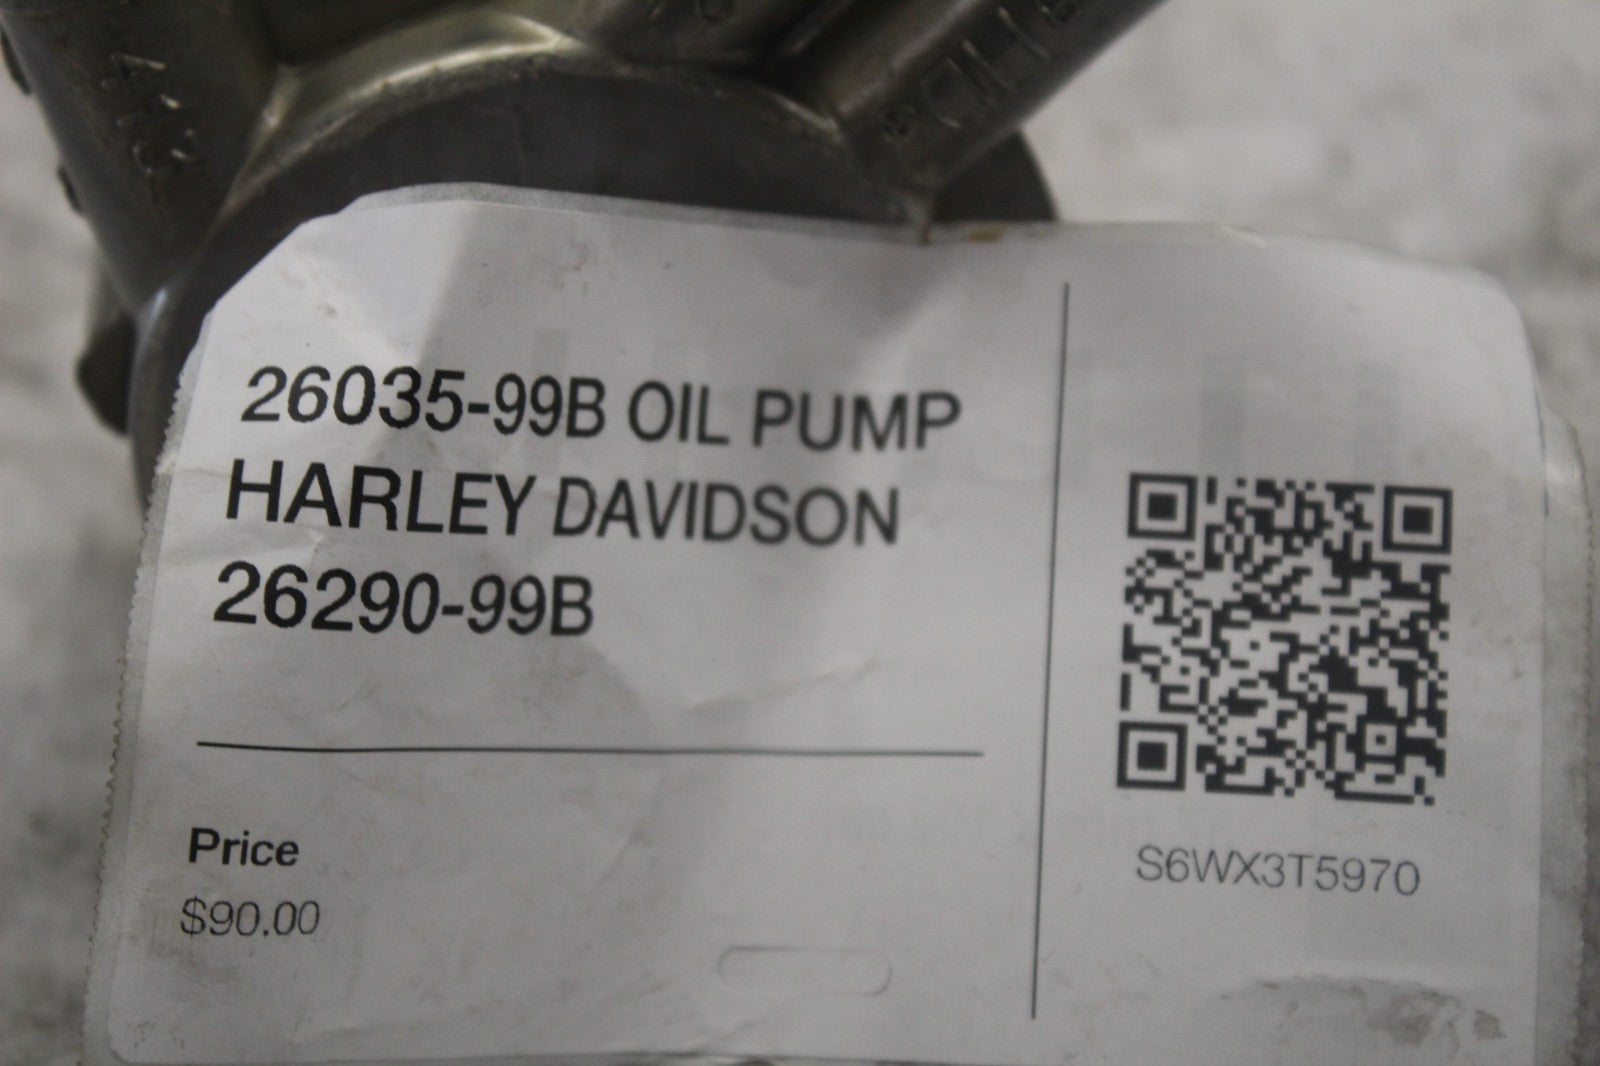 26035-99B OIL PUMP
HARLEY DAVIDSON
26290-99B
Price
$90.00
S6WX3T5970